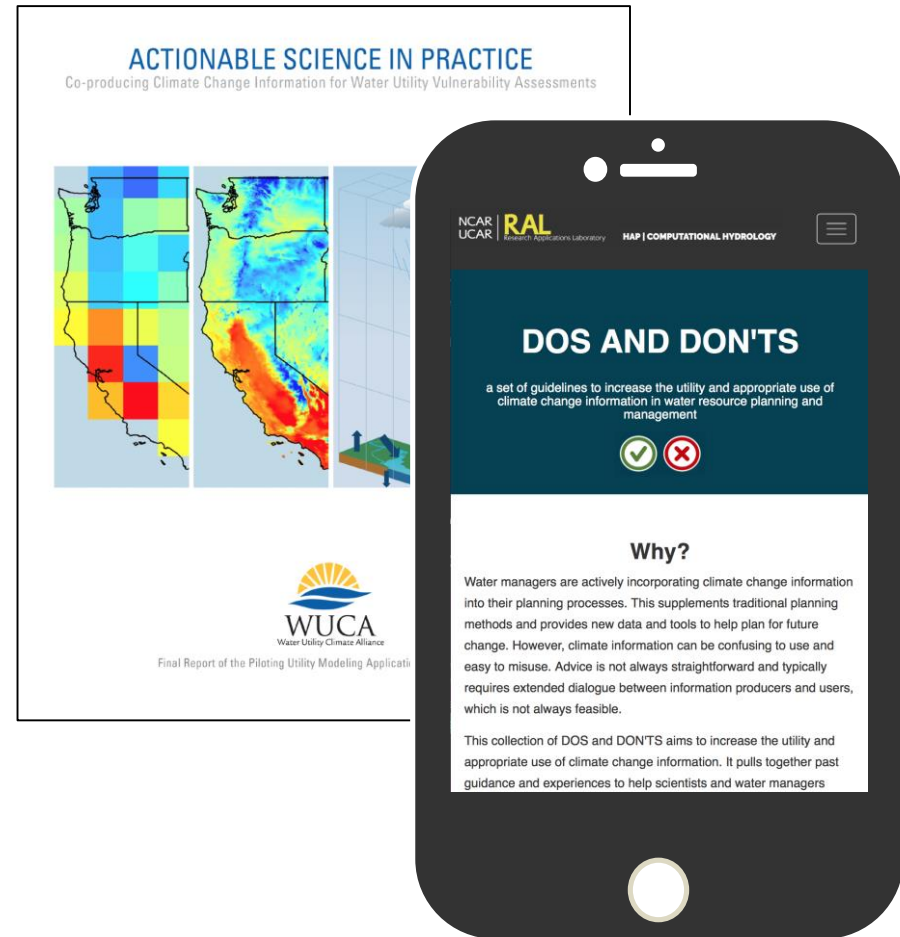 ACTIONABLE SCIENCE IN PRACTICE
Co-producing Climate Change Information for Water Utility Vulnerability Assessments
WUCA
Water Utility Climate Alliance
Final Report of the Piloting Utility Modeling Applicati
NCAR
UCAR
RAL
Research Applications Laboratory
HAP | COMPUTATIONAL HYDROLOGY
DOS AND DON'TS
a set of guidelines to increase the utility and appropriate use of
climate change information in water resource planning and
management
Why?
Water managers are actively incorporating climate change information
into their planning processes. This supplements traditional planning
methods and provides new data and tools to help plan for future
change. However, climate information can be confusing to use and
easy to misuse. Advice is not always straightforward and typically
requires extended dialogue between information producers and users,
which is not always feasible.
This collection of DOS and DON'TS aims to increase the utility and
appropriate use of climate change information. It pulls together past
guidance and experiences to help scientists and water managers